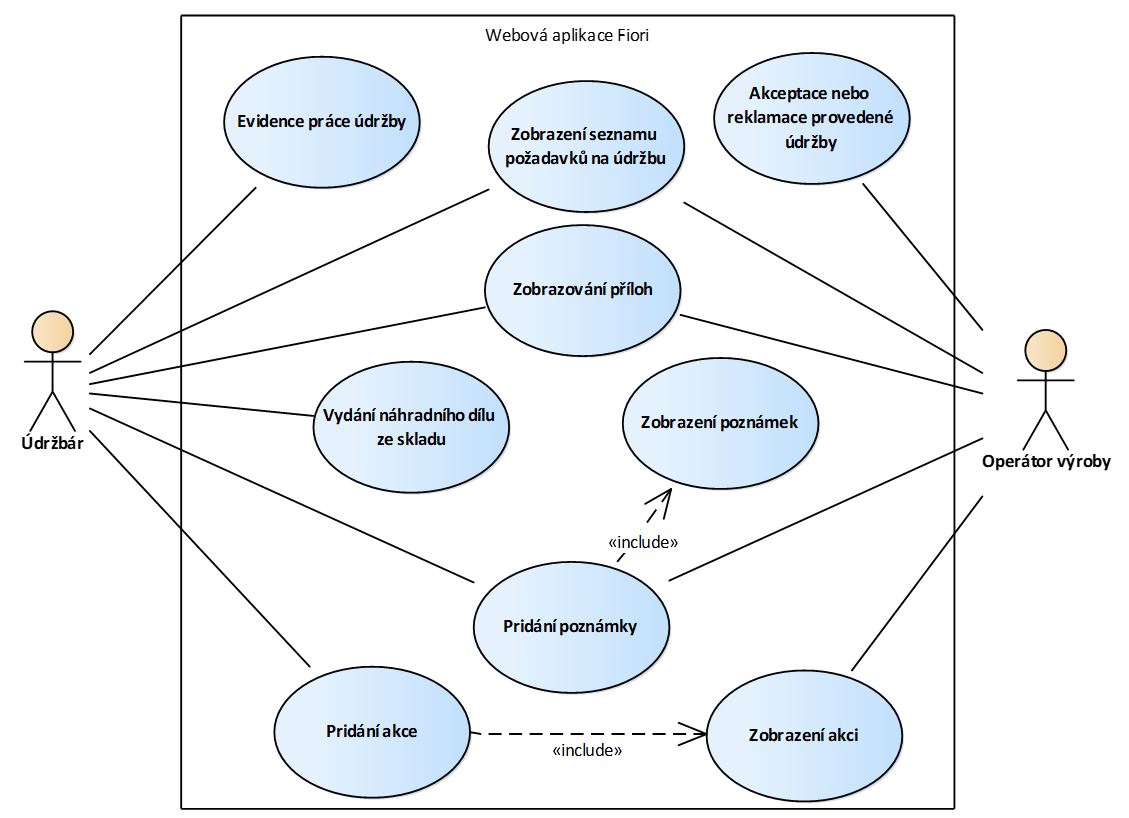 Webová aplikace Fiori
Evidence práce údržby
Zobrazení seznamu
požadavků na údržbu
Akceptace nebo
reklamace provedené
údržby
Zobrazování příloh
Vydání náhradního dílu
ze skladu
Zobrazení poznámek
Údržbár
Operátor výroby
«include»
Pridání poznámky
Pridání akce
«include»
Zobrazení akci